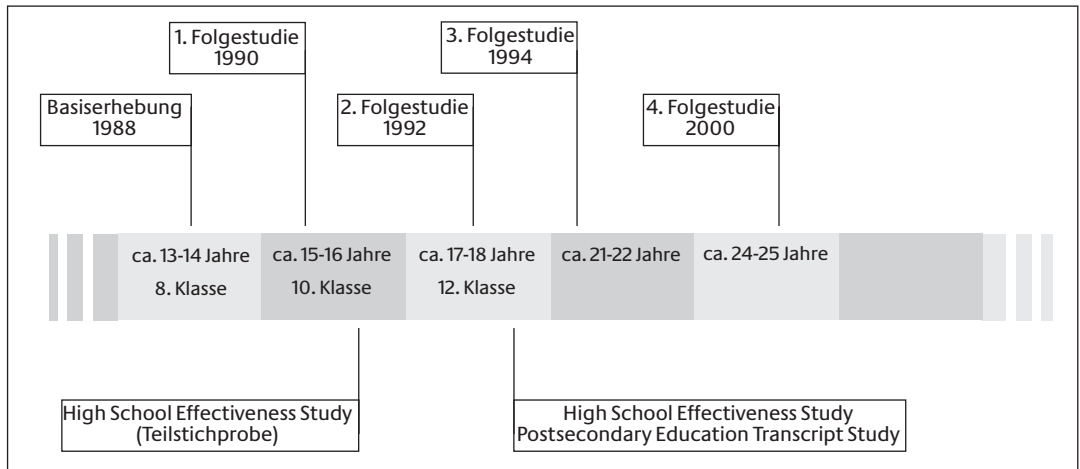 1. Folgestudie
1990
3. Folgestudie
1994
Basiserhebung
1988
2. Folgestudie
1992
4. Folgestudie
2000
ca. 13-14 Jahre
8. Klasse
ca. 15-16 Jahre
10. Klasse
ca. 17-18 Jahre
12. Klasse
ca. 21-22 Jahre
ca. 24-25 Jahre
High School Effectiveness Study
(Teilstichprobe)
High School Effectiveness Study
Postsecondary Education Transcript Study